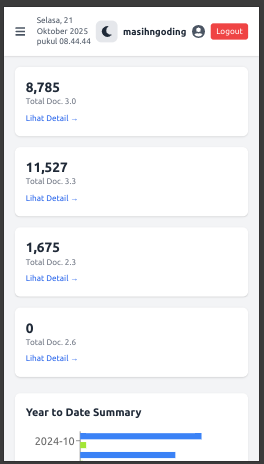 Selasa, 21
Oktober 2025
pukul 08.44.44
masihngoding
Logout
8,785
Total Doc. 3.0
Lihat Detail →
11,527
Total Doc. 3.3
Lihat Detail →
1,675
Total Doc. 2.3
Lihat Detail →
0
Total Doc. 2.6
Lihat Detail →
Year to Date Summary
2024-10